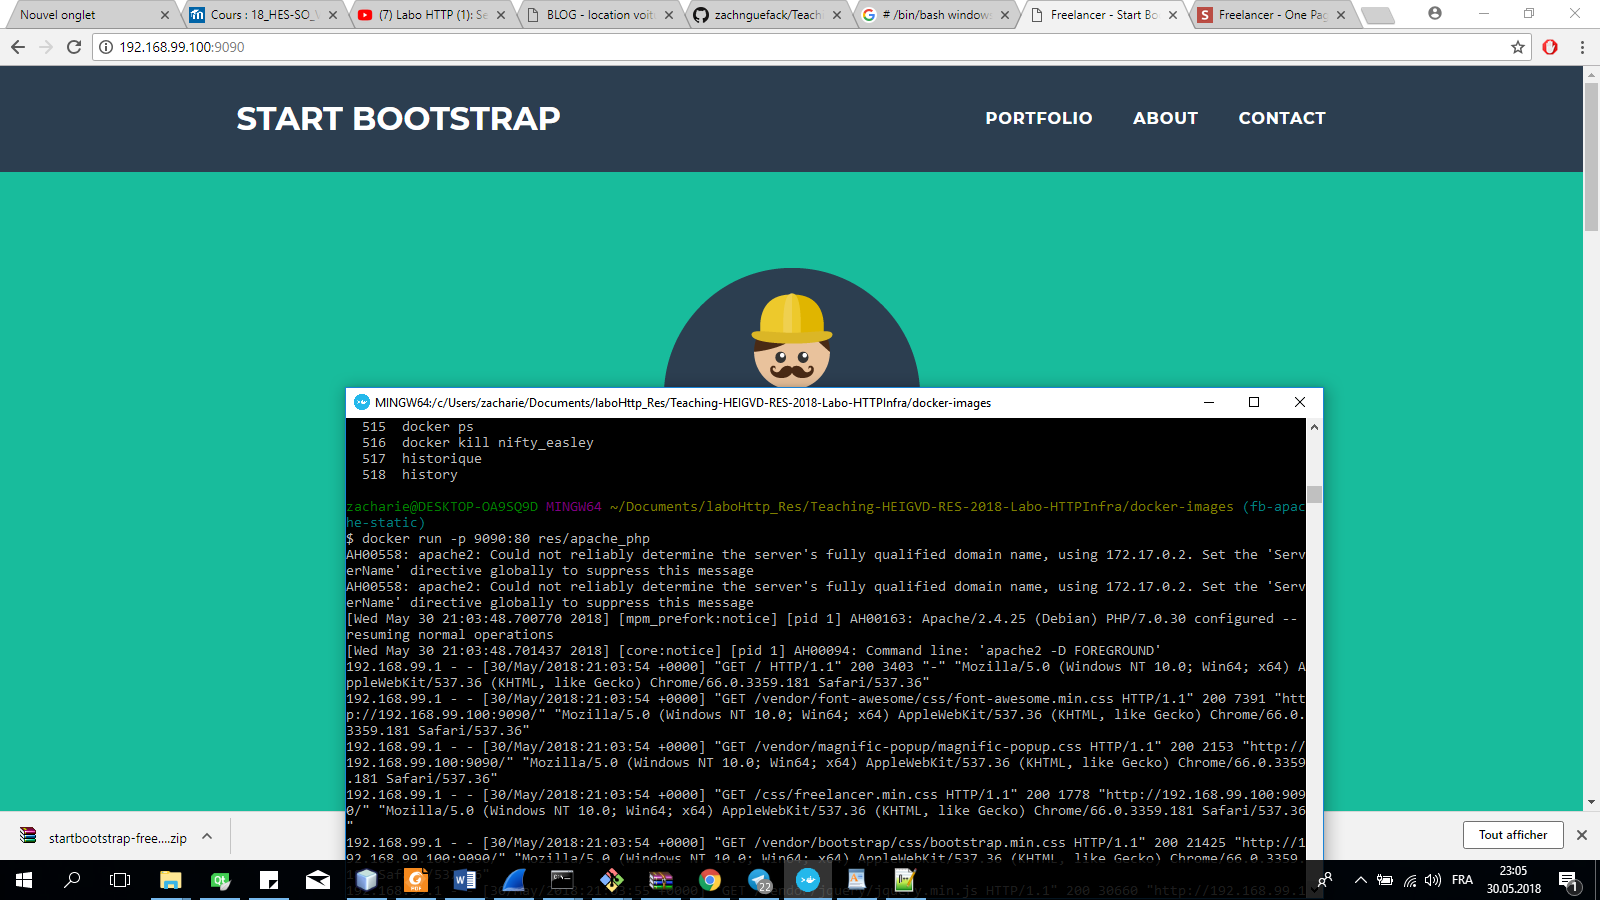 Nouvel onglet
Cours : 18_HES-SO_
(7) Labo HTTP (1): Se
BLOG - location voit
zachnguefack/Teach
# /bin/bash windows
Freelancer - Start Bo
Freelancer - One Pag
192.168.99.100:9090
START BOOTSTRAP
PORTFOLIO
ABOUT
CONTACT
MINGW64:/c/Users/zacharie/Documents/laboHttp_Res/Teaching-HEIGVD-RES-2018-Labo-HTTPInfra/docker-images
515 docker ps
516 docker kill nifty_easley
517 historique
518 history
zacharie@DESKTOP-OA9SQ9D MINGW64 ~/Documents/laboHttp_Res/Teaching-HEIGVD-RES-2018-Labo-HTTPInfra/docker-images (fb-apac
he-static)
$ docker run -p 9090:80 res/apache_php
AH00558: apache2: Could not reliably determine the server's fully qualified domain name, using 172.17.0.2. Set the 'Serv
erName' directive globally to suppress this message
AH00558: apache2: Could not reliably determine the server's fully qualified domain name, using 172.17.0.2. Set the 'Serv
erName' directive globally to suppress this message
[Wed May 30 21:03:48.700770 2018] [mpm_prefork:notice] [pid 1] AH00163: Apache/2.4.25 (Debian) PHP/7.0.30 configured --
resuming normal operations
[Wed May 30 21:03:48.701437 2018] [core:notice] [pid 1] AH00094: Command line: 'apache2 -D FOREGROUND'
192.168.99.1 - - [30/May/2018:21:03:54 +0000] "GET / HTTP/1.1" 200 3403 "-" "Mozilla/5.0 (Windows NT 10.0; Win64; x64) A
ppleWebKit/537.36 (KHTML, like Gecko) Chrome/66.0.3359.181 Safari/537.36"
192.168.99.1 - - [30/May/2018:21:03:54 +0000] "GET /vendor/font-awesome/css/font-awesome.min.css HTTP/1.1" 200 7391 "htt
p://192.168.99.100:9090/" "Mozilla/5.0 (Windows NT 10.0; Win64; x64) AppleWebKit/537.36 (KHTML, like Gecko) Chrome/66.0.
3359.181 Safari/537.36"
192.168.99.1 - - [30/May/2018:21:03:54 +0000] "GET /vendor/magnific-popup/magnific-popup.css HTTP/1.1" 200 2153 "http://
192.168.99.100:9090/" "Mozilla/5.0 (Windows NT 10.0; Win64; x64) AppleWebKit/537.36 (KHTML, like Gecko) Chrome/66.0.3359
.181 Safari/537.36"
192.168.99.1 - - [30/May/2018:21:03:54 +0000] "GET /css/freelancer.min.css HTTP/1.1" 200 1778 "http://192.168.99.100:909
0/" "Mozilla/5.0 (Windows NT 10.0; Win64; x64) AppleWebKit/537.36 (KHTML, like Gecko) Chrome/66.0.3359.181 Safari/537.36
"
192.168.99.1 - - [30/May/2018:21:03:54 +0000] "GET /vendor/bootstrap/css/bootstrap.min.css HTTP/1.1" 200 21425 "http://1
92.168.99.100:9090/" "Mozilla/5.0 (Windows NT 10.0; Win64; x64) AppleWebKit/537.36 (KHTML, like Gecko) Chrome/66.0.3359.
startbootstrap-free....zip
Tout afficher
22
FRA
23:05
30.05.2018
1